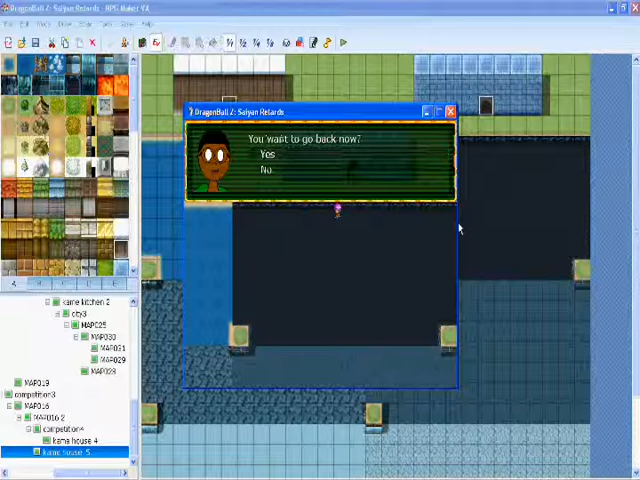 DragonBall Z: Saiyan Retards - RPG Maker VX
DragonBall Z: Saiyan Retards
You want to go back now?
Yes
No
kame kitchen 2
city3
MAP025
MAP030
MAP031
MAP029
MAP028
MAP019
competition3
MAP016
MAP016 2
competition4
kame house 4
kame house 5